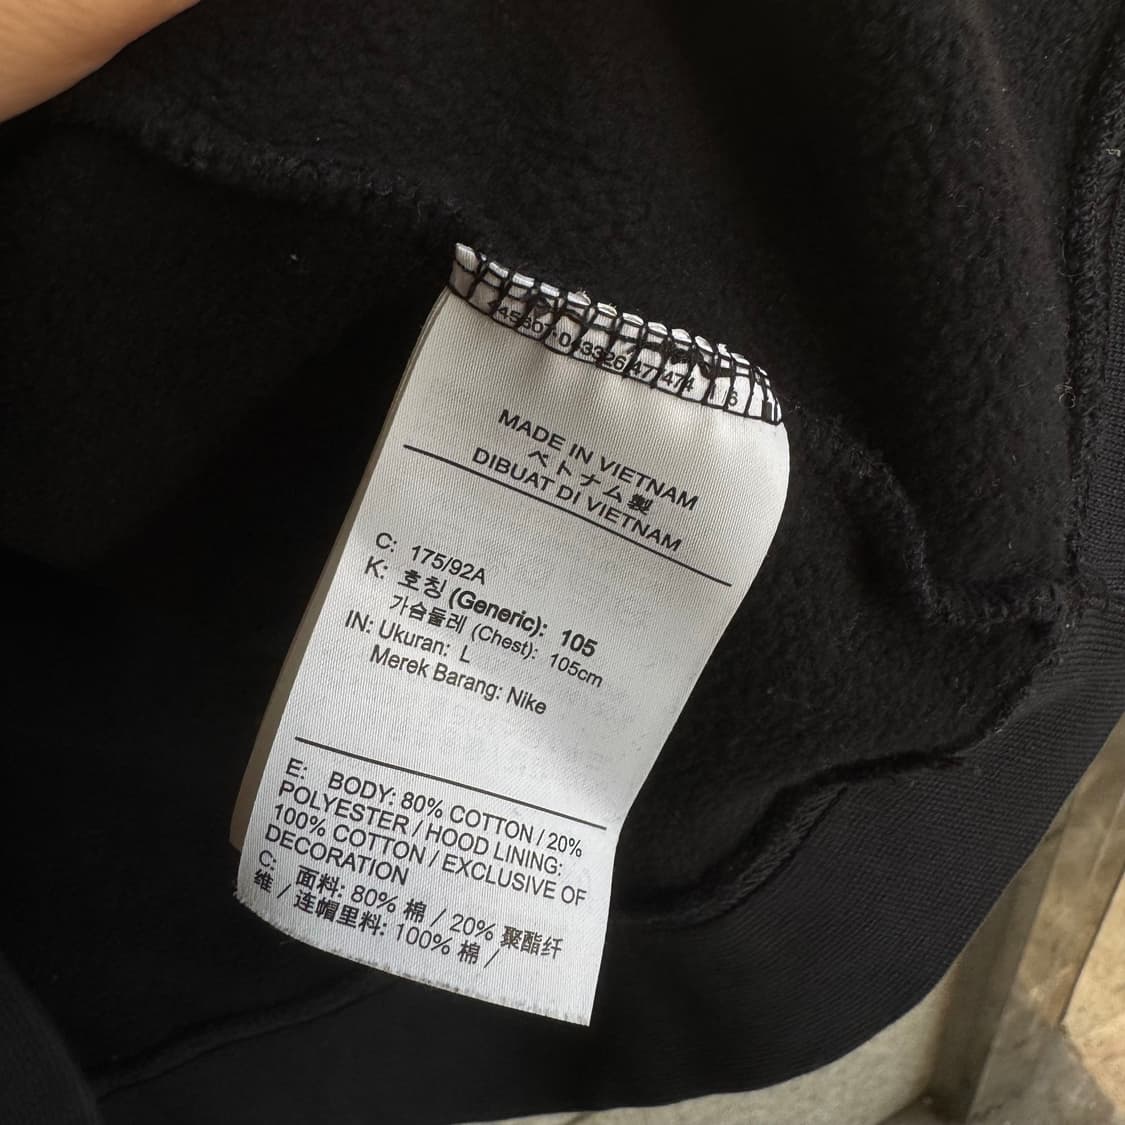 MADE IN VIETNAM
ベトナム製
DIBUAT DI VIETNAM
C: 175/92A
K: 호칭 (Generic): 105
가슴둘레 (Chest): 105cm
IN: Ukuran: L
Merek Barang: Nike
E: BODY: 80% COTTON / 20%
POLYESTER / HOOD LINING:
100% COTTON / EXCLUSIVE OF
DECORATION
C: 面料: 80% 棉 / 20% 聚酯纤
维 / 连帽里料: 100% 棉 /